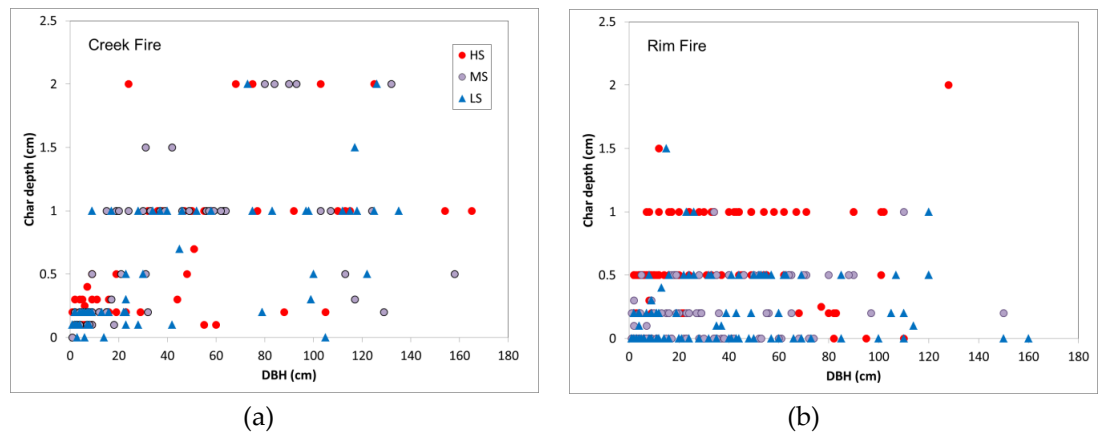 Creek Fire
HS
MS
LS
Char depth (cm)
2.5
2
1.5
1
0.5
0
0 20 40 60 80 100 120 140 160 180
DBH (cm)
(a)
Rim Fire
Char depth (cm)
2.5
2
1.5
1
0.5
0
0 20 40 60 80 100 120 140 160 180
DBH (cm)
(b)